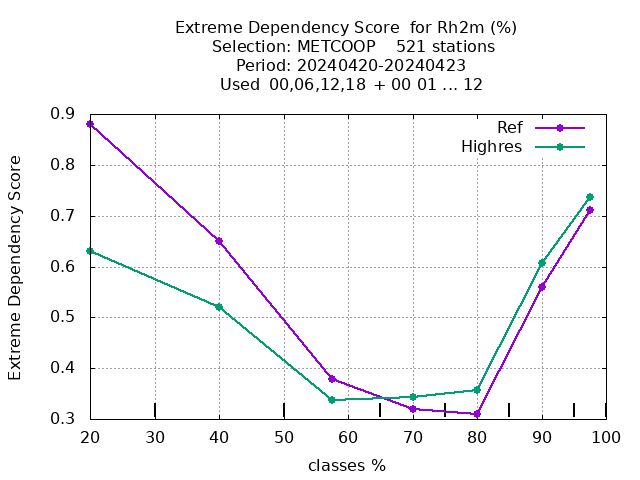 Extreme Dependency Score  for Rh2m (%)
Selection: METCOOP    521 stations
Period: 20240420-20240423
Used  00,06,12,18  + 00 01 ... 12
Ref
Highres
Extreme Dependency Score
0.9
0.8
0.7
0.6
0.5
0.4
0.3
20 30 40 50 60 70 80 90 100
classes %